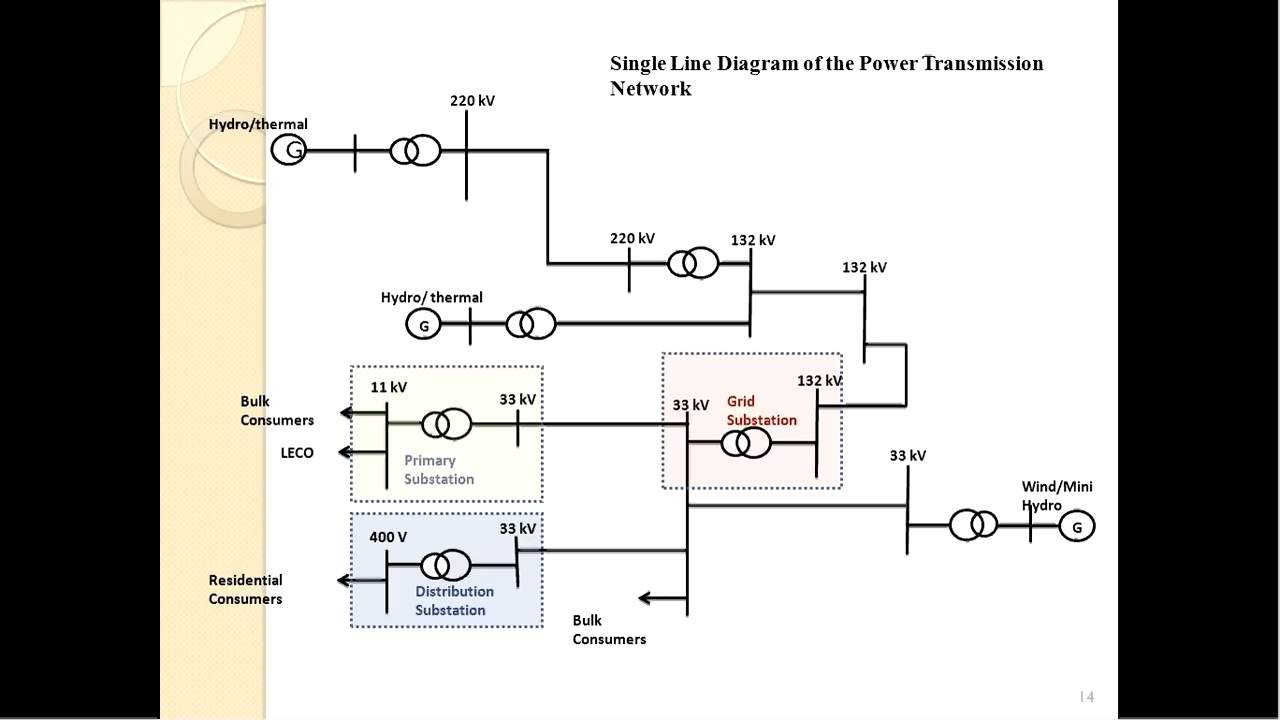 Single Line Diagram of the Power Transmission
Network
220 kV
Hydro/thermal
G
220 kV
132 kV
132 kV
Hydro/ thermal
G
11 kV
33 kV
132 kV
Grid
Substation
33 kV
Bulk
Consumers
LECO
Primary
Substation
33 kV
Wind/Mini
Hydro
G
400 V
33 kV
Residential
Consumers
Distribution
Substation
Bulk
Consumers
14